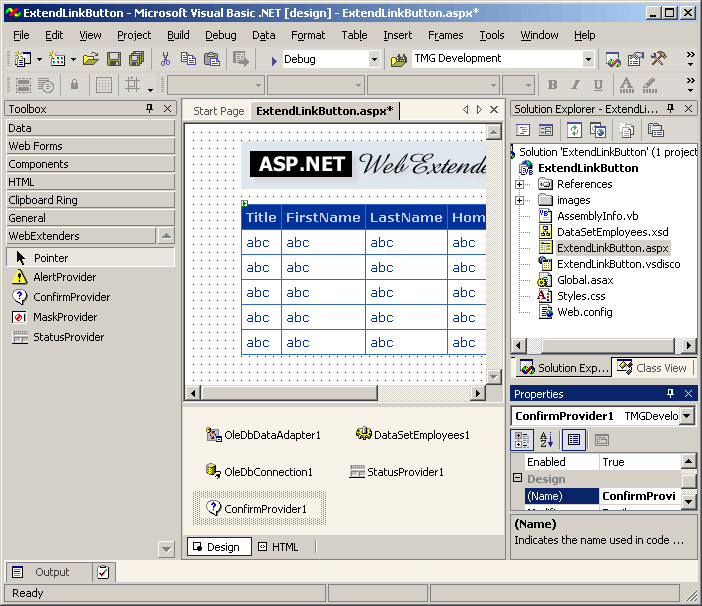 ExtendLinkButton - Microsoft Visual Basic .NET [design] - ExtendLinkButton.aspx*
File Edit View Project Build Debug Data Format Table Insert Frames Tools Window Help
Debug TMG Development
B I U A
Toolbox
Data
Web Forms
Components
HTML
Clipboard Ring
General
WebExtenders
Pointer
AlertProvider
ConfirmProvider
MaskProvider
StatusProvider
Start Page ExtendLinkButton.aspx*
ASP.NET WebExtende
Title FirstName LastName Hom
abc abc abc abc
abc abc abc abc
abc abc abc abc
abc abc abc abc
abc abc abc abc
OleDbDataAdapter1 DataSetEmployees1
OleDbConnection1 StatusProvider1
ConfirmProvider1
Design HTML
Solution Explorer - ExtendLi...
Solution 'ExtendLinkButton' (1 project
ExtendLinkButton
References
images
AssemblyInfo.vb
DataSetEmployees.xsd
ExtendLinkButton.aspx
ExtendLinkButton.vsdisco
Global.asax
Styles.css
Web.config
Solution Exp... Class View
Properties
ConfirmProvider1 TMGDevelo
Enabled True
Design
(Name) ConfirmProvi
(Name)
Indicates the name used in code ...
Output
Ready